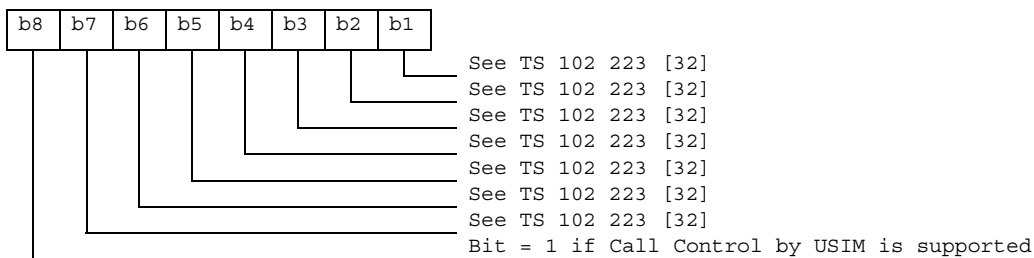 b8 b7 b6 b5 b4 b3 b2 b1
See TS 102 223 [32]
See TS 102 223 [32]
See TS 102 223 [32]
See TS 102 223 [32]
See TS 102 223 [32]
See TS 102 223 [32]
See TS 102 223 [32]
Bit = 1 if Call Control by USIM is supported